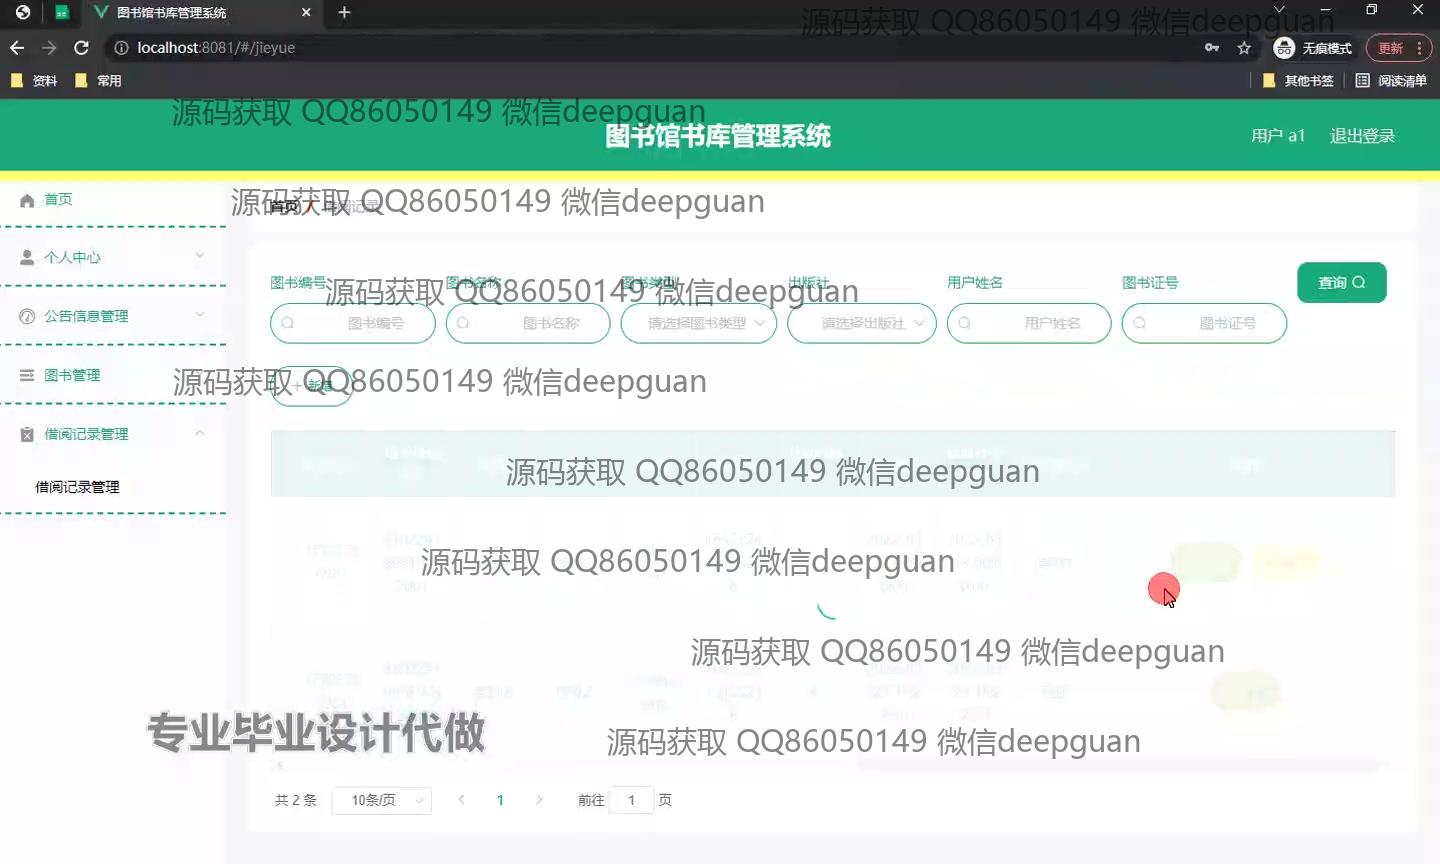 图书馆书库管理系统
源码获取 QQ86050149 微信deepguan
localhost:8081/#/jieyue
无痕模式
更新
资料
常用
其他书签
阅读清单
源码获取 QQ86050149 微信deepguan
图书馆书库管理系统
用户 a1
退出登录
首页
源码获取 QQ86050149 微信deepguan
首页 / 借阅记录
个人中心
公告信息管理
图书管理
借阅记录管理
借阅记录管理
图书编号
图书名称
图书类型
出版社
用户姓名
图书证号
查询
源码获取 QQ86050149 微信deepguan
图书编号
图书名称
请选择图书类型
请选择出版社
用户姓名
图书证号
源码获取 QQ86050149 微信deepguan
+ 新增
源码获取 QQ86050149 微信deepguan
源码获取 QQ86050149 微信deepguan
源码获取 QQ86050149 微信deepguan
专业毕业设计代做
源码获取 QQ86050149 微信deepguan
共 2 条
10条/页
1
前往 1 页